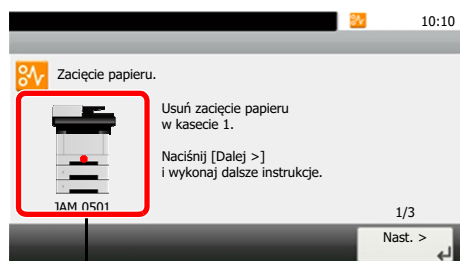 10:10
Zacięcie papieru.
Usuń zacięcie papieru
w kasecie 1.
Naciśnij [Dalej >]
i wykonaj dalsze instrukcje.
JAM 0501
1/3
Nast. >